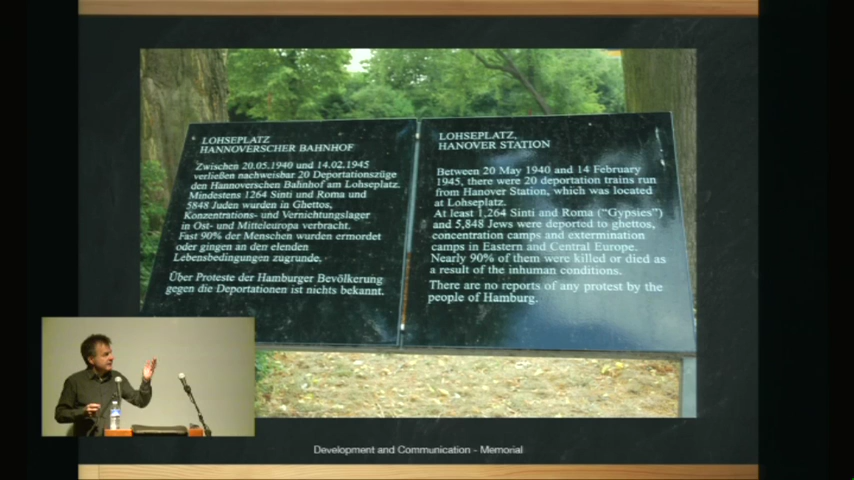 LOHSEPLATZ
HANNOVERSCHER BAHNHOF
Zwischen 20.05.1940 und 14.02.1945
verließen nachweisbar 20 Deportationszüge
den Hannoverschen Bahnhof am Lohseplatz.
Mindestens 1264 Sinti und Roma und
5848 Juden wurden in Ghettos,
Konzentrations- und Vernichtungslager
in Ost- und Mitteleuropa verbracht.
Fast 90% der Menschen wurden ermordet
oder gingen an den elenden
Lebensbedingungen zugrunde.
Über Proteste der Hamburger Bevölkerung
gegen die Deportationen ist nichts bekannt.
LOHSEPLATZ,
HANOVER STATION
Between 20 May 1940 and 14 February
1945, there were 20 deportation trains run
from Hanover Station, which was located
at Lohseplatz.
At least 1,264 Sinti and Roma ("Gypsies")
and 5,848 Jews were deported to ghettos,
concentration camps and extermination
camps in Eastern and Central Europe.
Nearly 90% of them were killed or died as
a result of the inhuman conditions.
There are no reports of any protest by the
people of Hamburg.
Development and Communication - Memorial